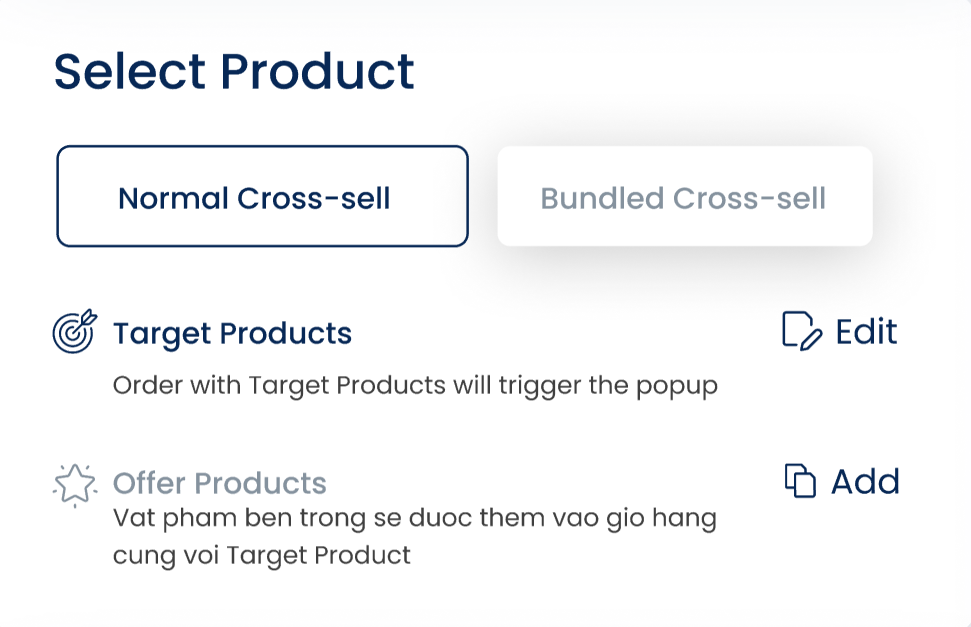 Select Product
Normal Cross-sell
Bundled Cross-sell
Target Products
Edit
Order with Target Products will trigger the popup
Offer Products
Add
Vat pham ben trong se duoc them vao gio hang
cung voi Target Product